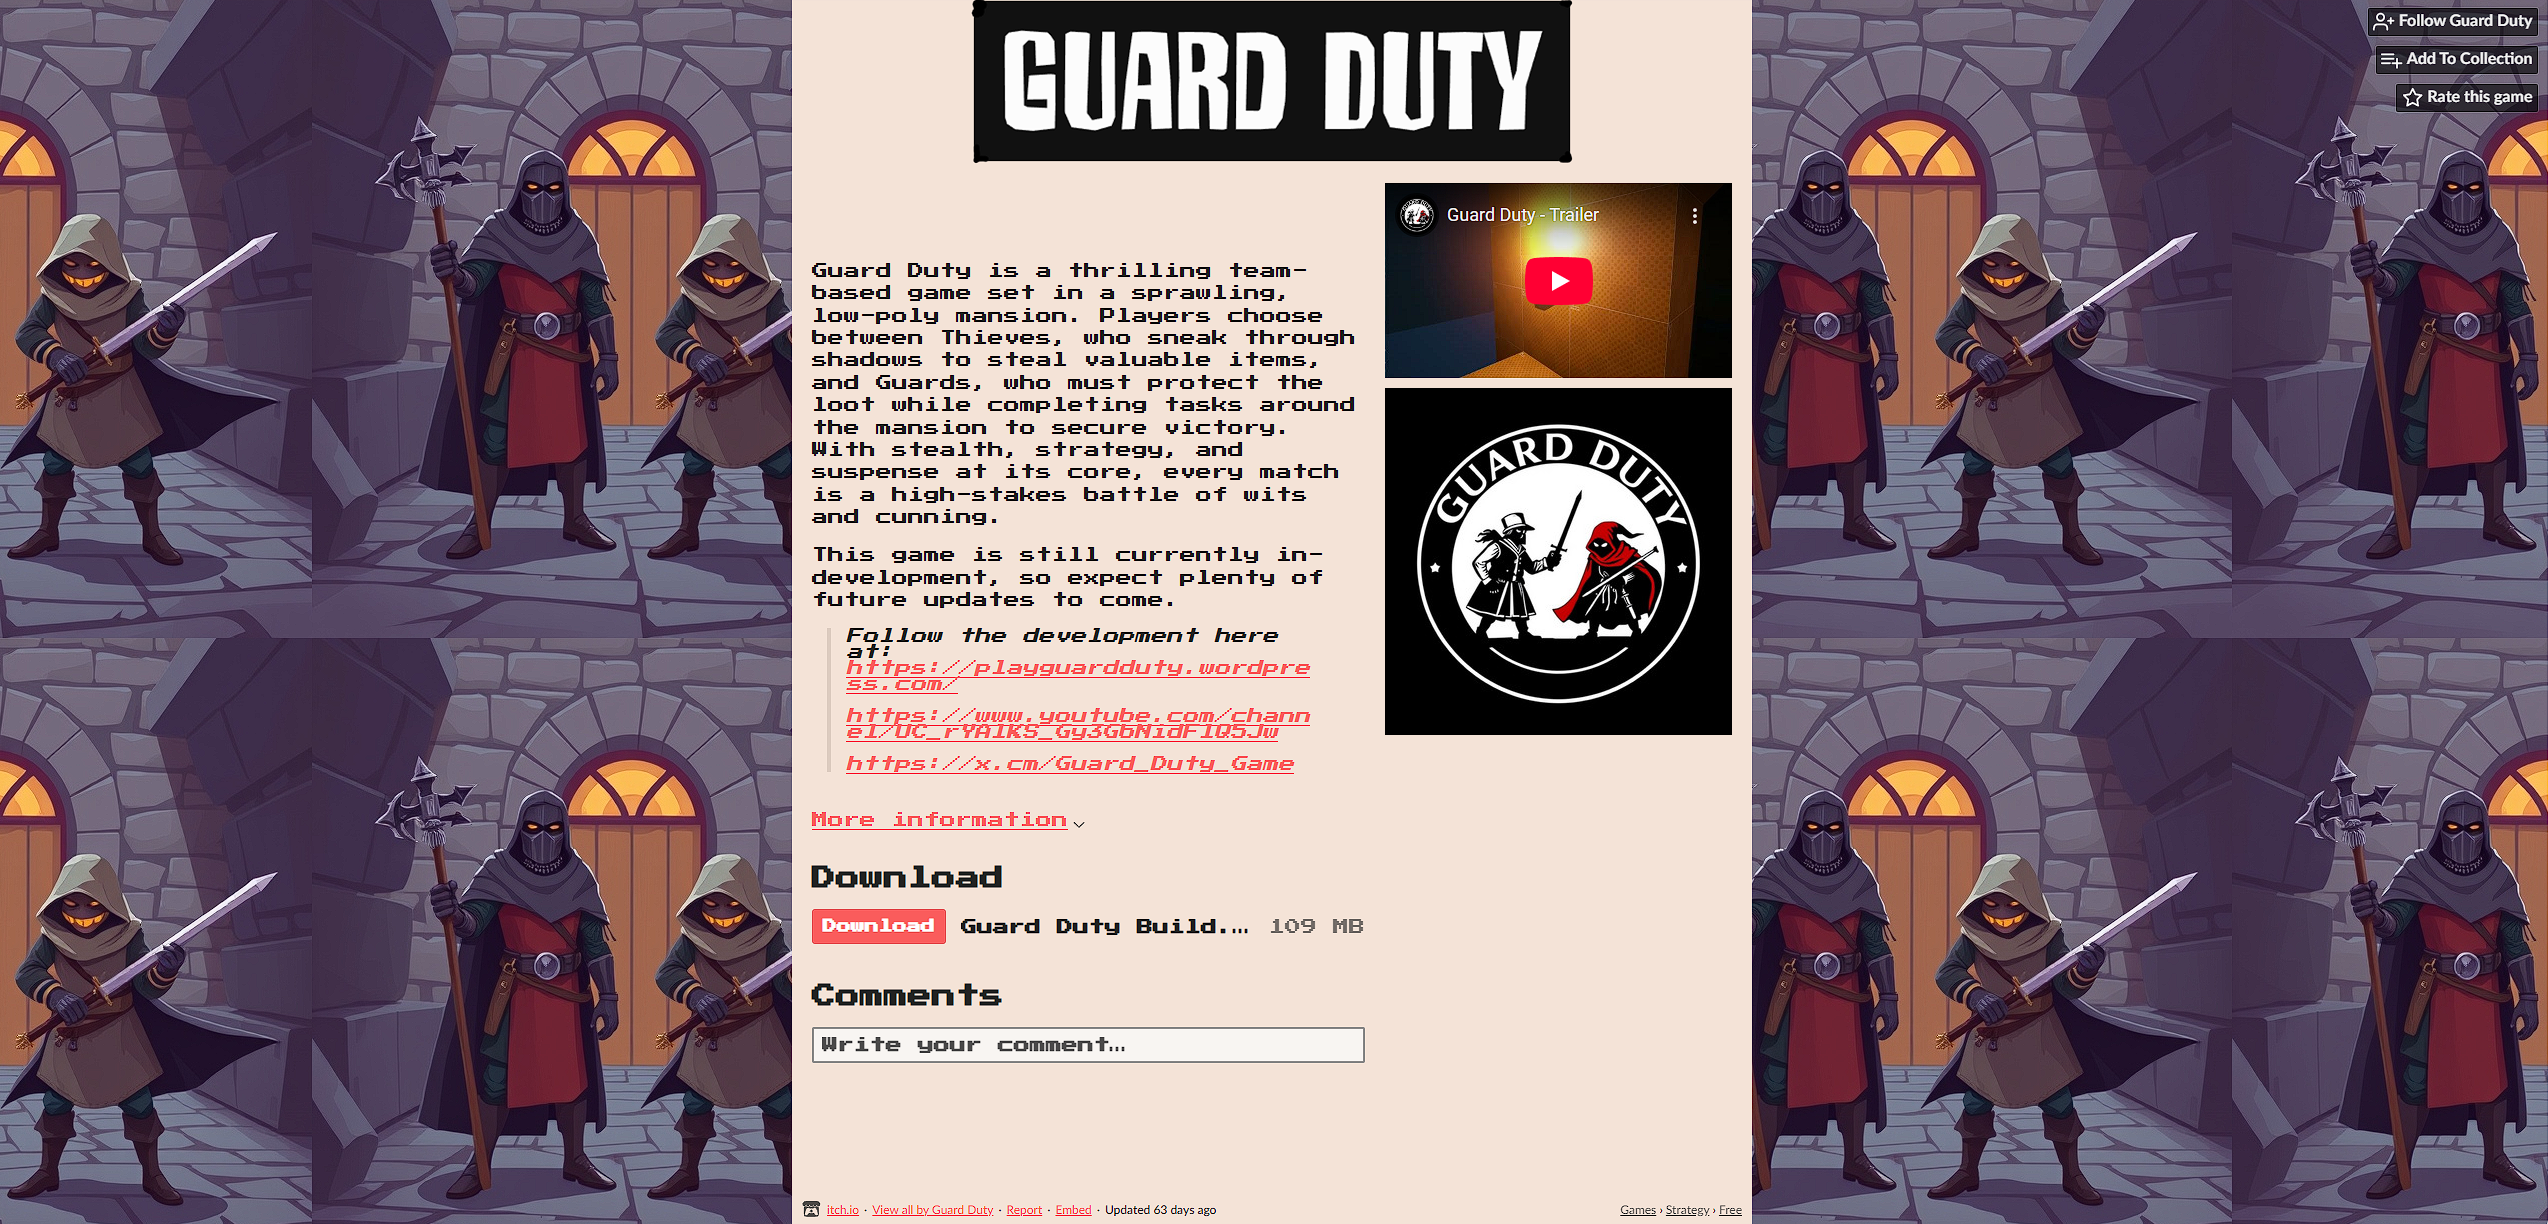 GUARD DUTY
Follow Guard Duty
Add To Collection
Rate this game
Guard Duty is a thrilling team-
based game set in a sprawling,
low-poly mansion. Players choose
between Thieves, who sneak through
shadows to steal valuable items,
and Guards, who must protect the
loot while completing tasks around
the mansion to secure victory.
With stealth, strategy, and
suspense at its core, every match
is a high-stakes battle of wits
and cunning.
This game is still currently in-
development, so expect plenty of
future updates to come.
Follow the development here
at:
https://playguardduty.wordpre
ss.com/
https://www.youtube.com/chann
el/UC_rYAlKS_Gy3GbNidFlQ5Jw
https://x.cm/Guard_Duty_Game
More information
Download
Download Guard Duty Build.... 109 MB
Comments
Write your comment...
Guard Duty - Trailer
GUARD DUTY
itch.io · View all by Guard Duty · Report · Embed · Updated 63 days ago
Games › Strategy › Free